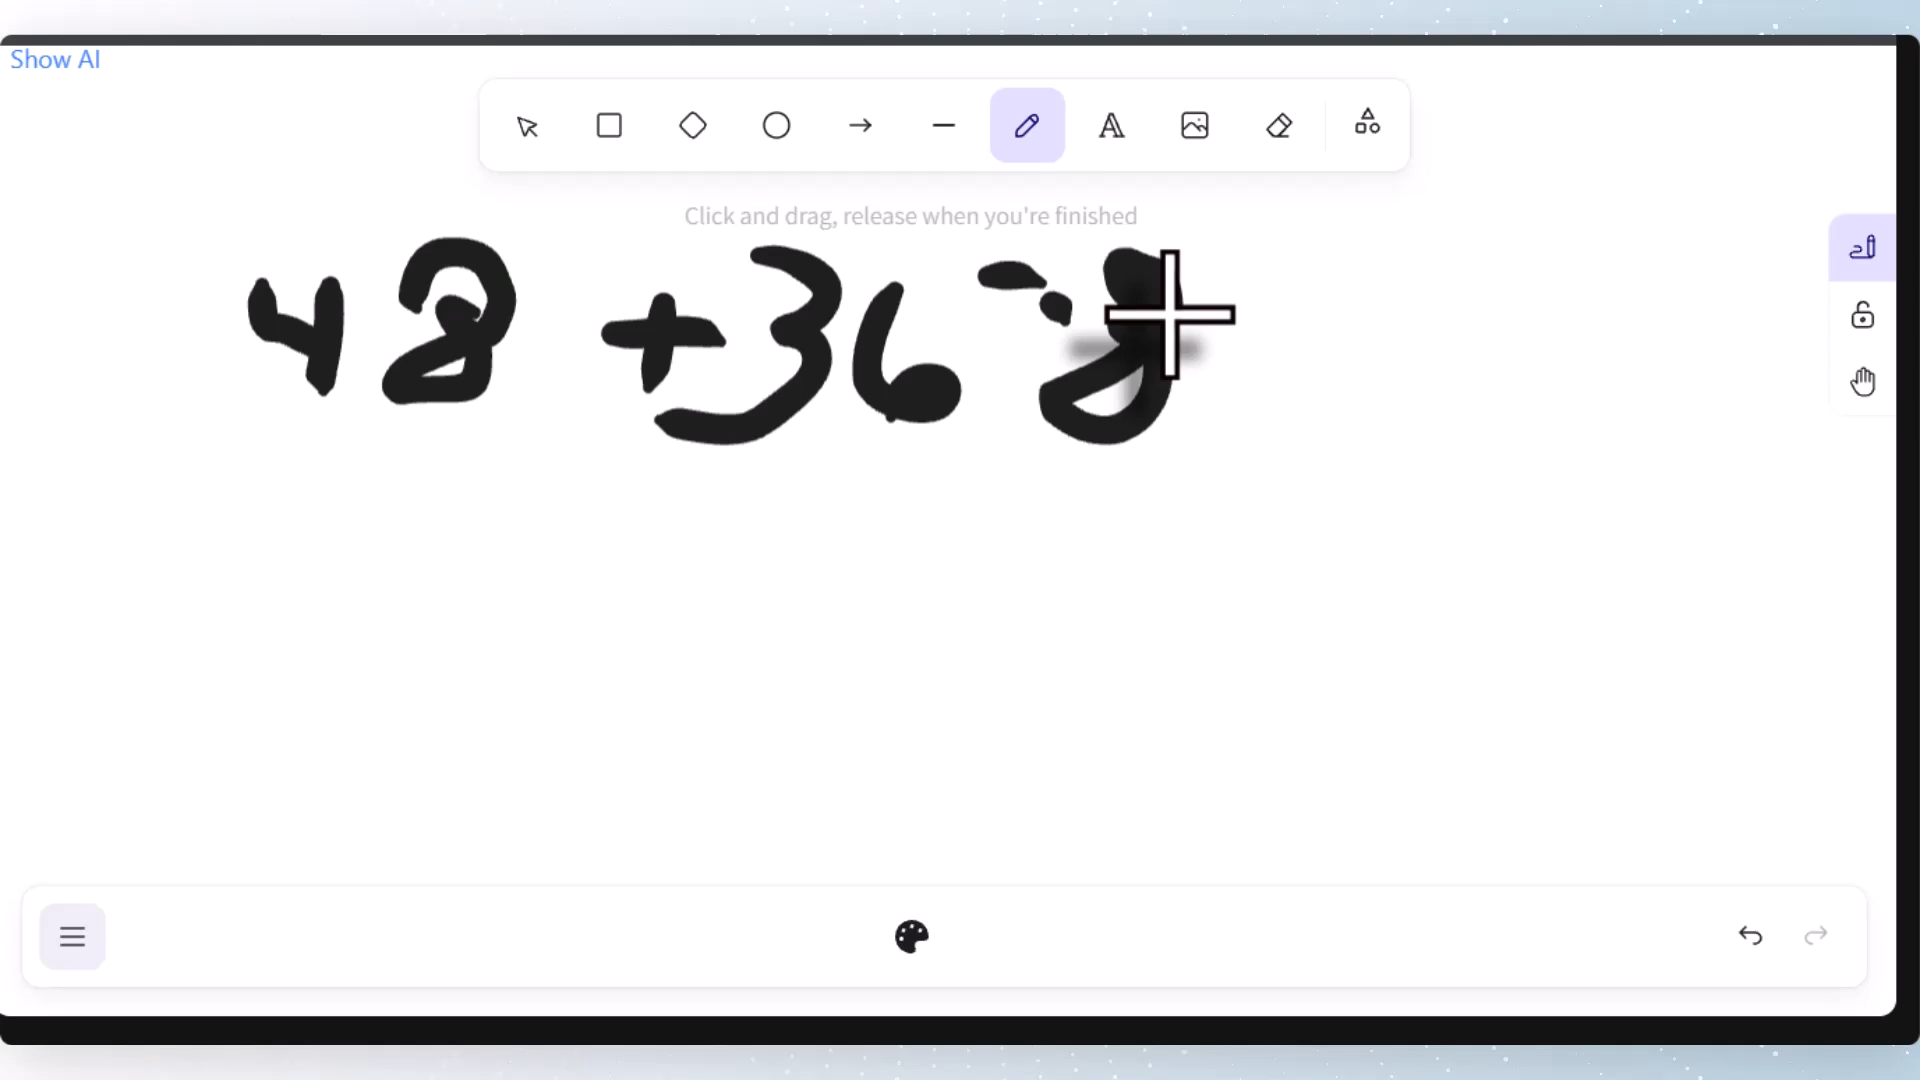 Show AI
Click and drag, release when you're finished
48 + 36